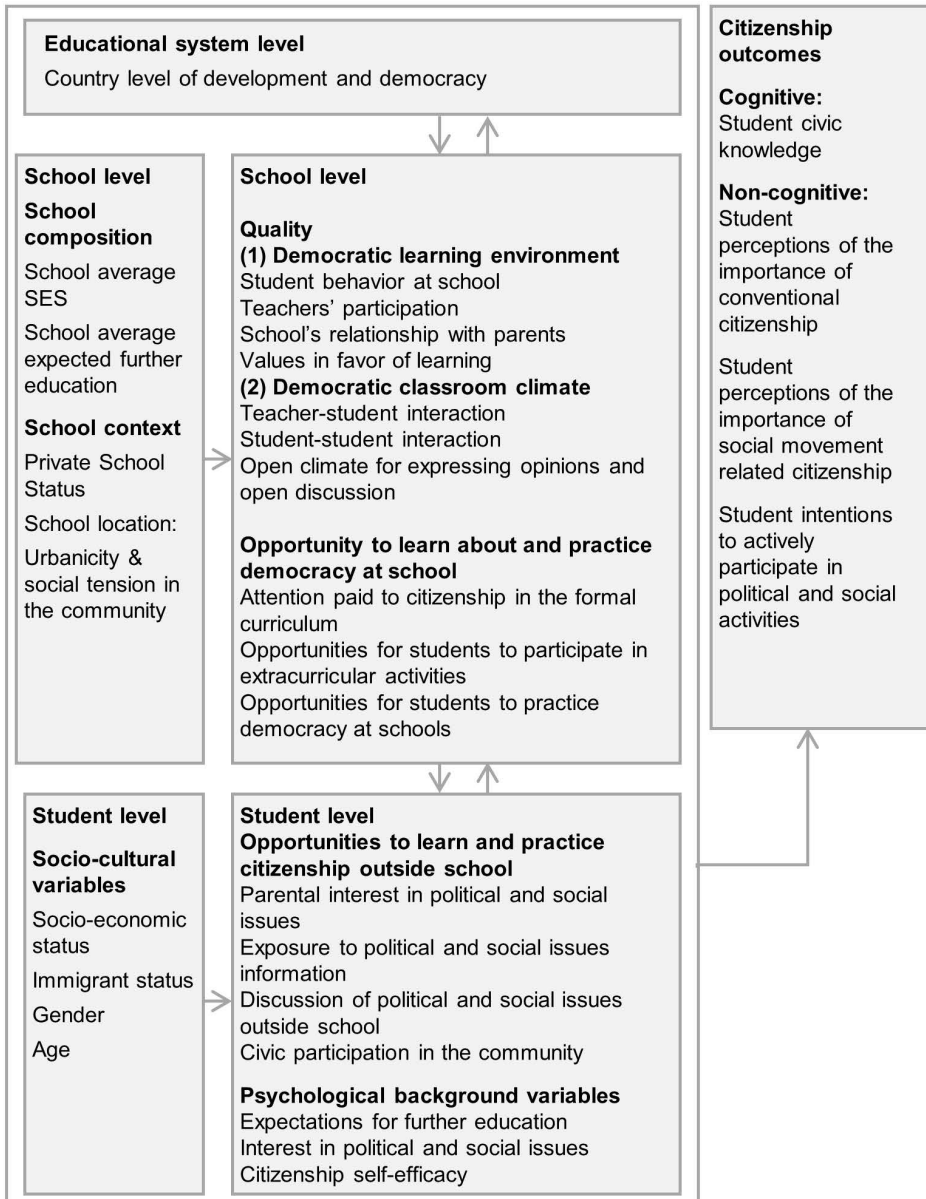 Educational system level
Country level of development and democracy
School level
School
composition
School average
SES
School average
expected further
education
School context
Private School
Status
School location:
Urbanicity &
social tension in
the community
School level
Quality
(1) Democratic learning environment
Student behavior at school
Teachers’ participation
School’s relationship with parents
Values in favor of learning
(2) Democratic classroom climate
Teacher-student interaction
Student-student interaction
Open climate for expressing opinions and
open discussion
Opportunity to learn about and practice
democracy at school
Attention paid to citizenship in the formal
curriculum
Opportunities for students to participate in
extracurricular activities
Opportunities for students to practice
democracy at schools
Student level
Socio-cultural
variables
Socio-economic
status
Immigrant status
Gender
Age
Student level
Opportunities to learn and practice
citizenship outside school
Parental interest in political and social
issues
Exposure to political and social issues
information
Discussion of political and social issues
outside school
Civic participation in the community
Psychological background variables
Expectations for further education
Interest in political and social issues
Citizenship self-efficacy
Citizenship
outcomes
Cognitive:
Student civic
knowledge
Non-cognitive:
Student
perceptions of the
importance of
conventional
citizenship
Student
perceptions of the
importance of
social movement
related citizenship
Student intentions
to actively
participate in
political and social
activities